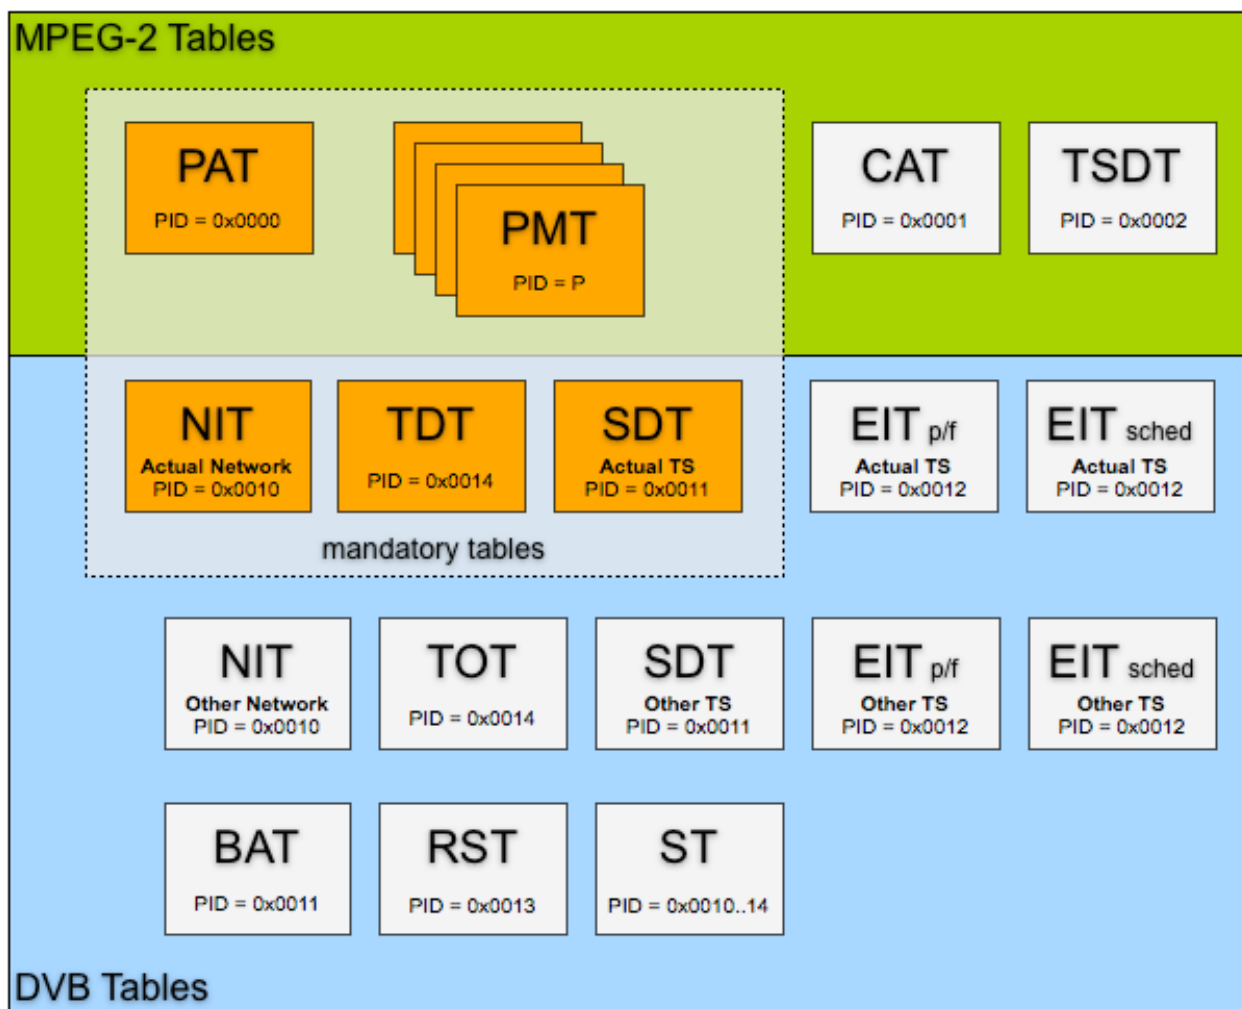 MPEG-2 Tables
PAT
PID = 0x0000
PMT
PID = P
CAT
PID = 0x0001
TSDT
PID = 0x0002
NIT
Actual Network
PID = 0x0010
TDT
PID = 0x0014
SDT
Actual TS
PID = 0x0011
EIT p/f
Actual TS
PID = 0x0012
EIT sched
Actual TS
PID = 0x0012
mandatory tables
NIT
Other Network
PID = 0x0010
TOT
PID = 0x0014
SDT
Other TS
PID = 0x0011
EIT p/f
Other TS
PID = 0x0012
EIT sched
Other TS
PID = 0x0012
BAT
PID = 0x0011
RST
PID = 0x0013
ST
PID = 0x0010..14
DVB Tables